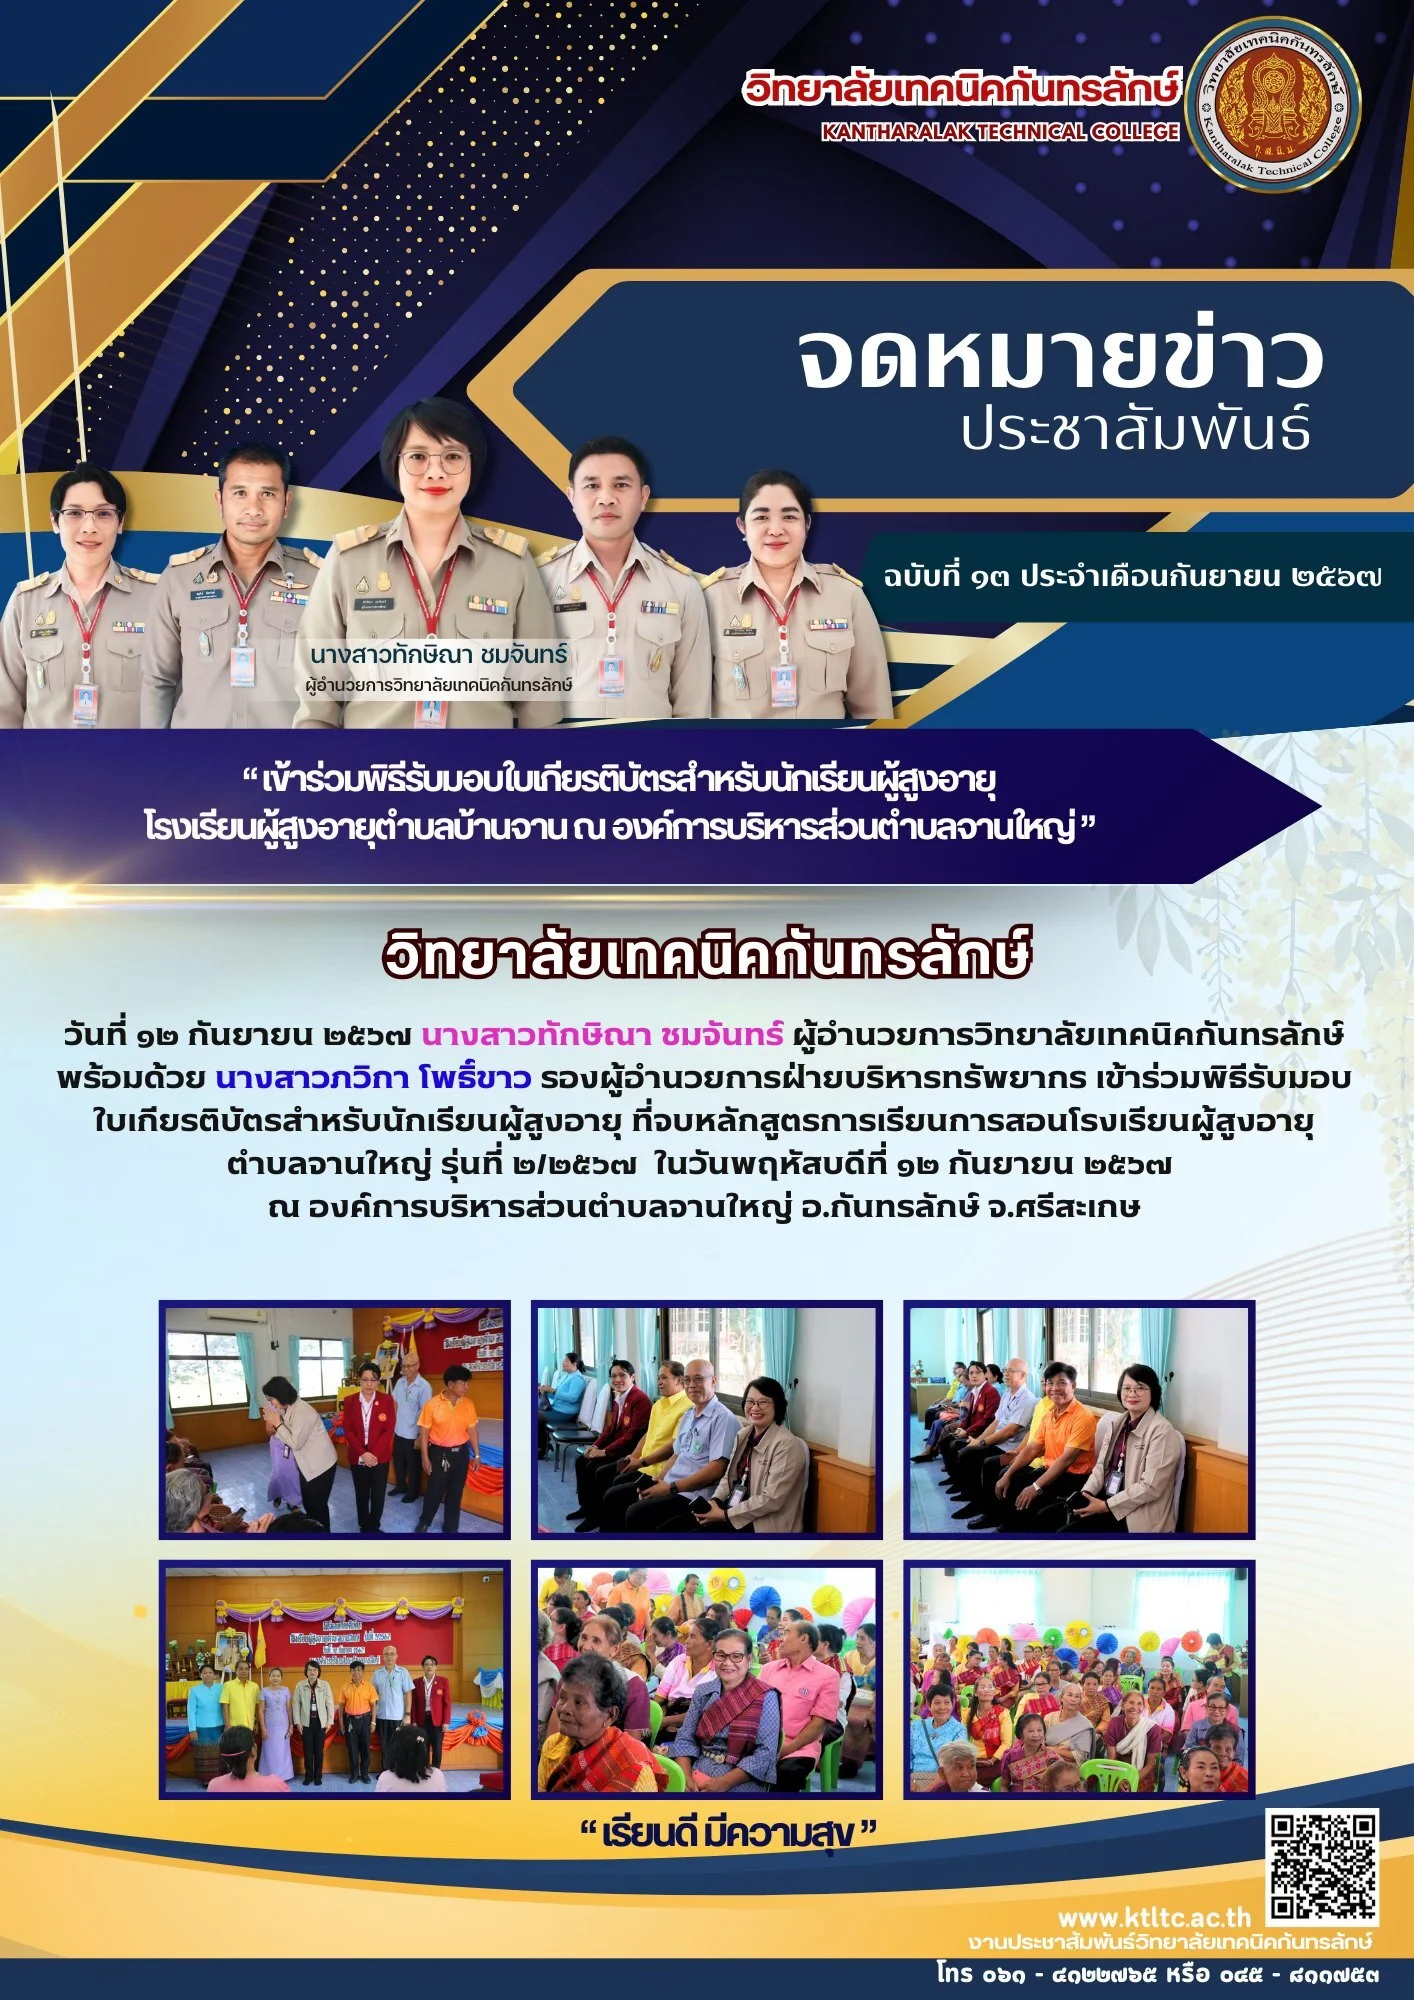 วิทยาลัยเทคนิคกันทรลักษ์
KANTHARALAK TECHNICAL COLLEGE
วิทยาลัยเทคนิคกันทรลักษ์
Kantharalak Technical College
จดหมายข่าว
ประชาสัมพันธ์
ฉบับที่ ๑๓ ประจำเดือนกันยายน ๒๕๖๗
นางสาวทักษิณา ชมจันทร์
ผู้อำนวยการวิทยาลัยเทคนิคกันทรลักษ์
“ เข้าร่วมพิธีรับมอบใบเกียรติบัตรสำหรับนักเรียนผู้สูงอายุ
โรงเรียนผู้สูงอายุตำบลบ้านจาน ณ องค์การบริหารส่วนตำบลจานใหญ่ ”
วิทยาลัยเทคนิคกันทรลักษ์
วันที่ ๑๒ กันยายน ๒๕๖๗ นางสาวทักษิณา ชมจันทร์ ผู้อำนวยการวิทยาลัยเทคนิคกันทรลักษ์
พร้อมด้วย นางสาวภวิกา โพธิ์ขาว รองผู้อำนวยการฝ่ายบริหารทรัพยากร เข้าร่วมพิธีรับมอบ
ใบเกียรติบัตรสำหรับนักเรียนผู้สูงอายุ ที่จบหลักสูตรการเรียนการสอนโรงเรียนผู้สูงอายุ
ตำบลจานใหญ่ รุ่นที่ ๒/๒๕๖๗ ในวันพฤหัสบดีที่ ๑๒ กันยายน ๒๕๖๗
ณ องค์การบริหารส่วนตำบลจานใหญ่ อ.กันทรลักษ์ จ.ศรีสะเกษ
“ เรียนดี มีความสุข ”
www.ktltc.ac.th
งานประชาสัมพันธ์วิทยาลัยเทคนิคกันทรลักษ์
โทร ๐๖๑ - ๔๑๒๒๗๖๕ หรือ ๐๔๕ - ๘๑๑๗๕๓